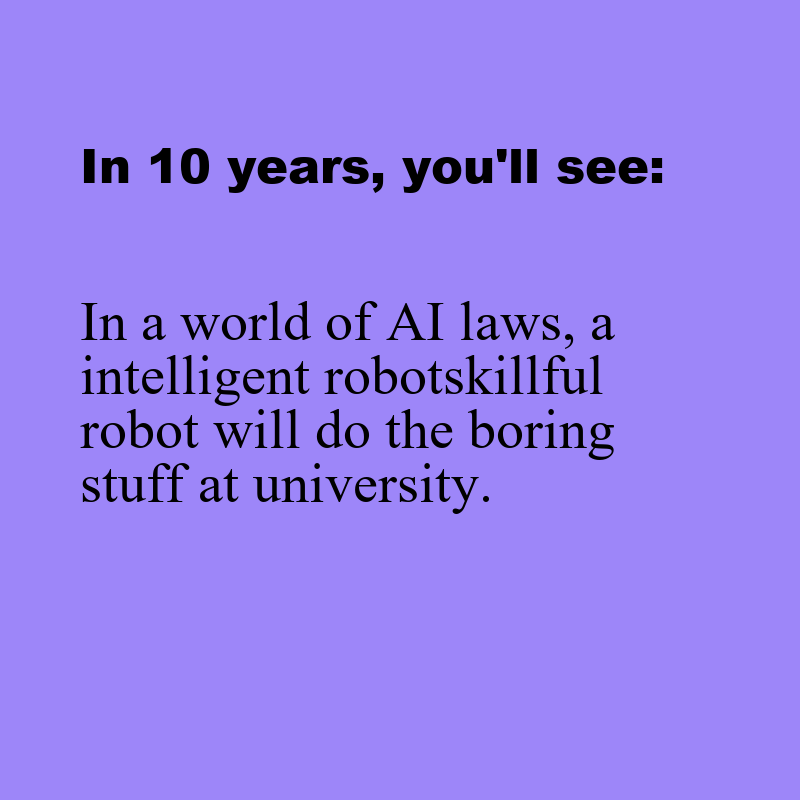 In 10 years, you'll see:
In a world of AI laws, a
intelligent robotskillful
robot will do the boring
stuff at university.